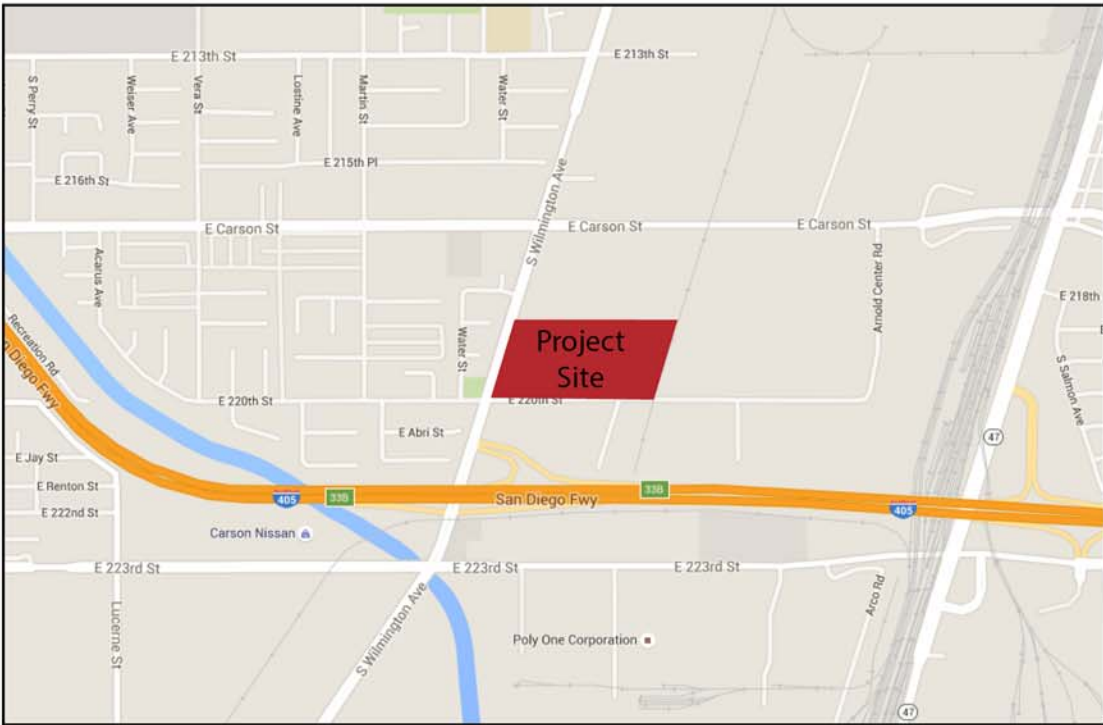 E 213th St
E 213th St
S Perry St
Weiser Ave
Vera St
Lostine Ave
Martin St
Water St
E 215th Pl
E 216th St
S Wilmington Ave
E Carson St
E Carson St
E Carson St
Acarus Ave
Arnold Center Rd
E 218th
Recreation Rd
Water St
Project
Site
S Salmon Ave
n Diego Fwy
E 220th St
E 220th St
E Abri St
47
E Jay St
E Renton St
405
33B
San Diego Fwy
33B
405
E 222nd St
Carson Nissan
E 223rd St
E 223rd St
E 223rd St
Arco Rd
Lucerne St
S Wilmington Ave
Poly One Corporation
47